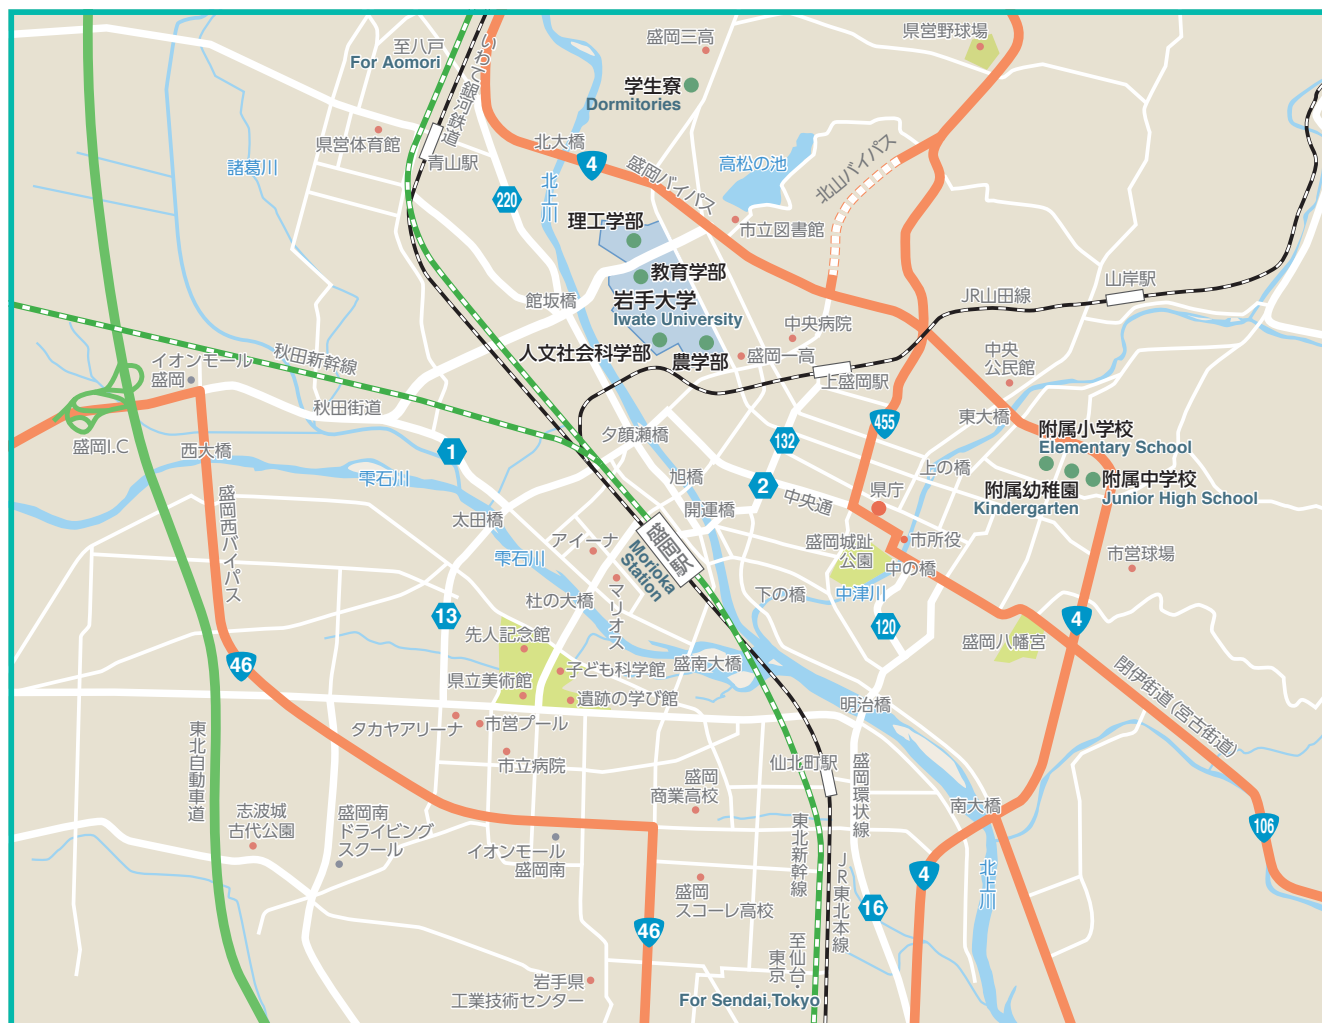 至八戸
For Aomori
いわて銀河鉄道
盛岡三高
県営野球場
学生寮
Dormitories
県営体育館
青山駅
北大橋
4
盛岡バイパス
高松の池
北山バイパス
諸葛川
北上川
220
理工学部
市立図書館
教育学部
岩手大学
Iwate University
山岸駅
JR山田線
館坂橋
中央病院
人文社会科学部
農学部
盛岡一高
上盛岡駅
中央
公民館
秋田新幹線
イオンモール
盛岡
秋田街道
盛岡I.C
西大橋
1
夕顔瀬橋
132
455
東大橋
附属小学校
Elementary School
雫石川
旭橋
2
中央通
上の橋
県庁
附属幼稚園
Kindergarten
附属中学校
Junior High School
盛岡西バイパス
太田橋
開運橋
アイーナ
盛岡駅
Morioka
Station
盛岡城趾
公園
市所役
中の橋
市営球場
雫石川
マリオス
下の橋
中津川
杜の大橋
13
120
4
先人記念館
盛岡八幡宮
46
子ども科学館
盛南大橋
県立美術館
遺跡の学び館
明治橋
閉伊街道（宮古街道）
タカヤアリーナ
市営プール
東北自動車道
市立病院
仙北町駅
盛岡環状線
盛岡
商業高校
南大橋
志波城
古代公園
盛岡南
ドライビング
スクール
イオンモール
盛岡南
東北新幹線
JR東北本線
106
4
北上川
盛岡
スコーレ高校
16
46
至仙台・
東京
岩手県
工業技術センター
For Sendai,Tokyo